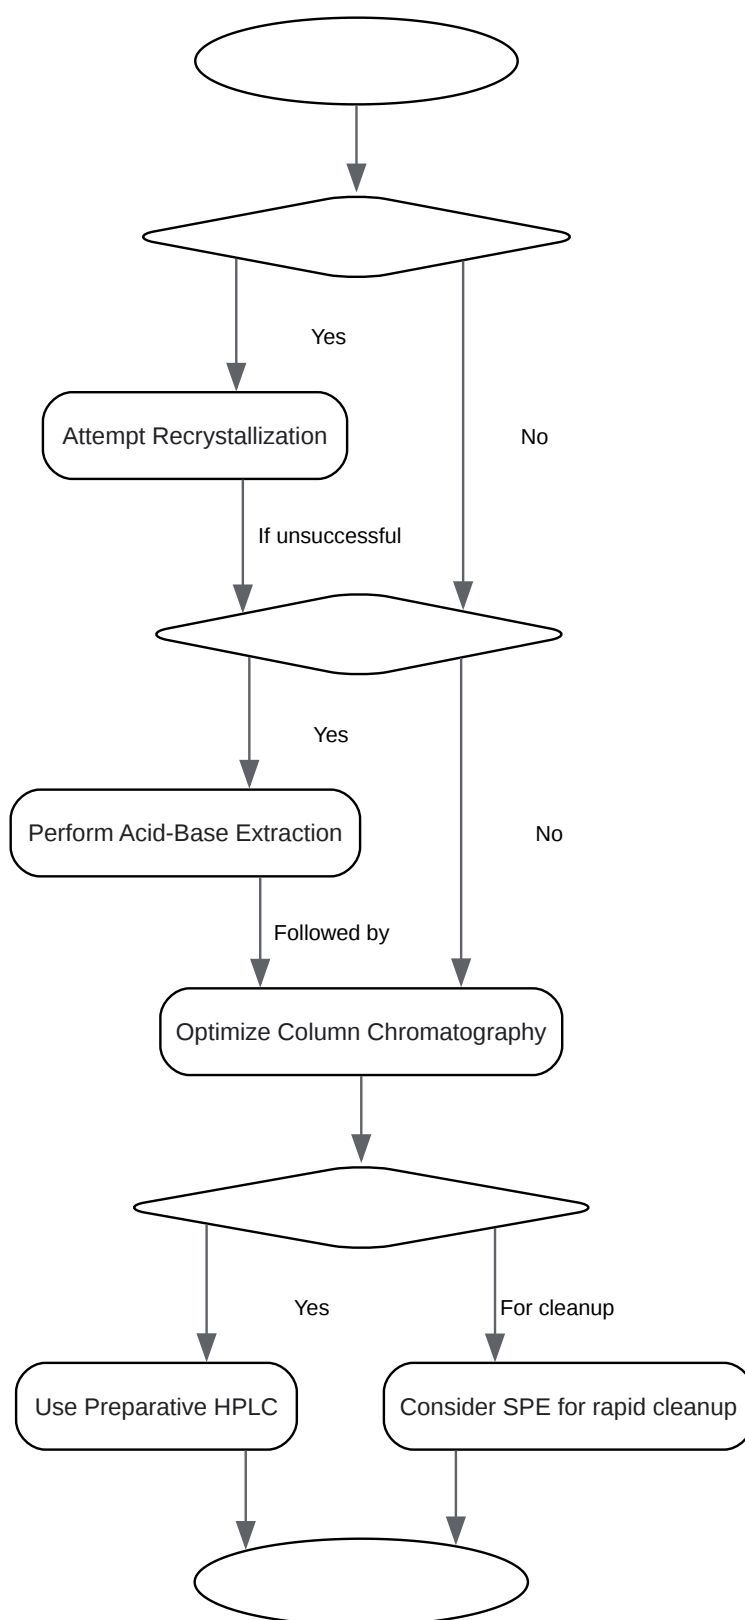 Yes
Attempt Recrystallization
No
If unsuccessful
Yes
Perform Acid-Base Extraction
No
Followed by
Optimize Column Chromatography
Yes
For cleanup
Use Preparative HPLC
Consider SPE for rapid cleanup